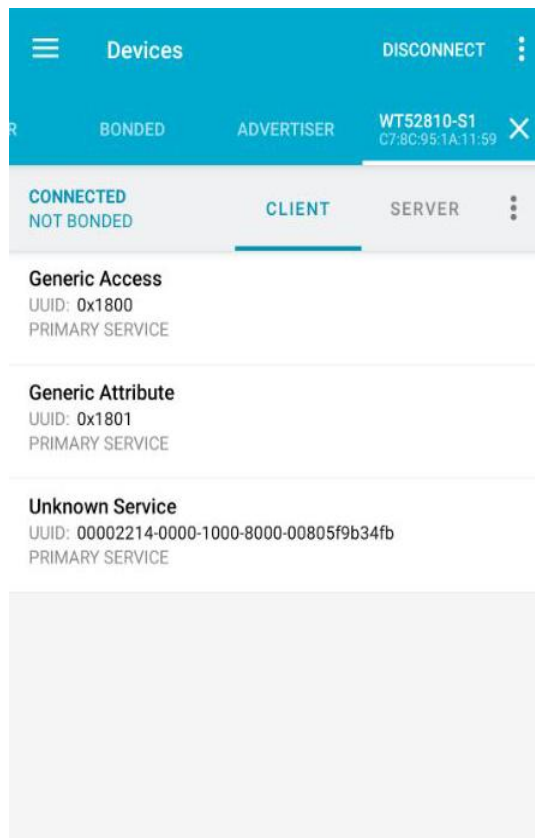 Devices
DISCONNECT
R
BONDED
ADVERTISER
WT52810-S1
C7:8C:95:1A:11:59
CONNECTED
NOT BONDED
CLIENT
SERVER
Generic Access
UUID: 0x1800
PRIMARY SERVICE
Generic Attribute
UUID: 0x1801
PRIMARY SERVICE
Unknown Service
UUID: 00002214-0000-1000-8000-00805f9b34fb
PRIMARY SERVICE